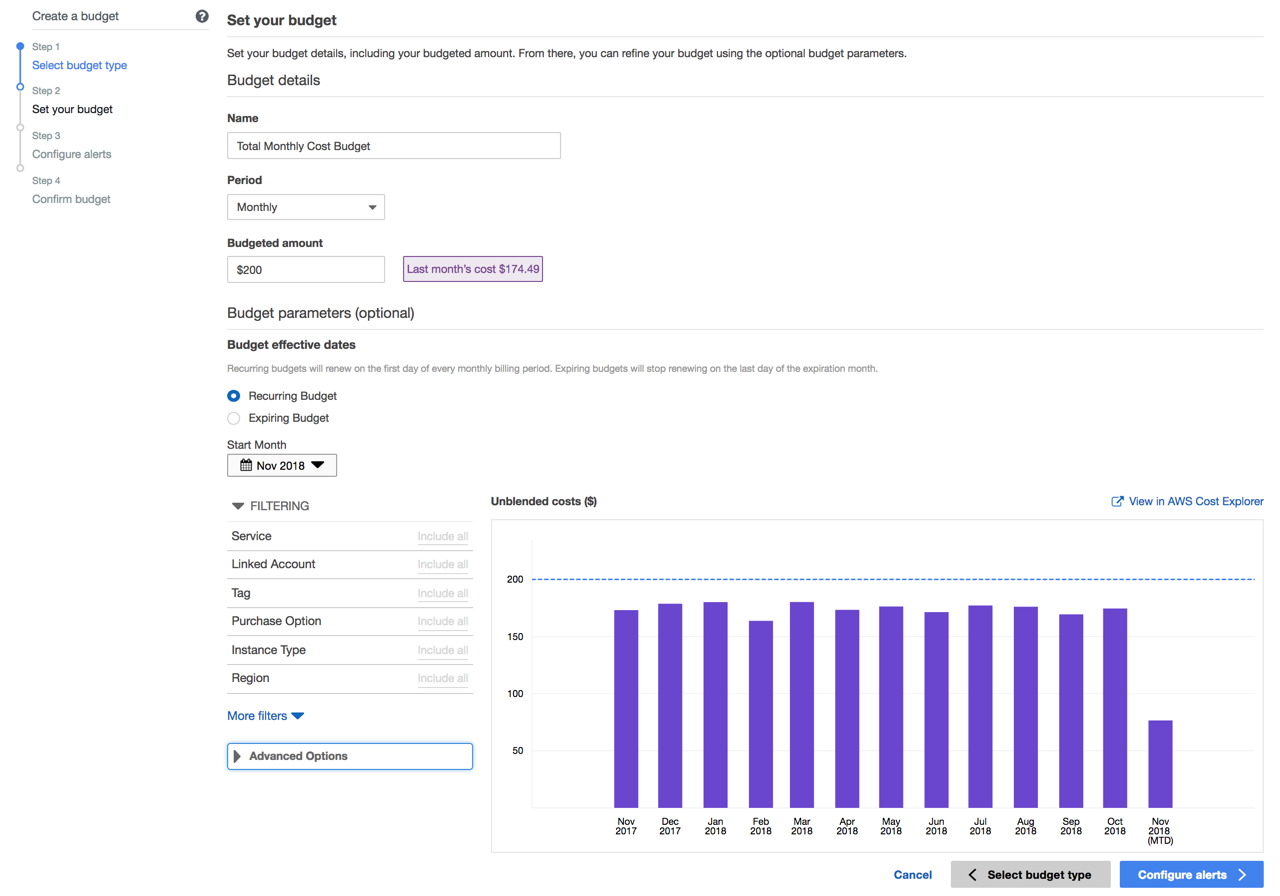 Create a budget
Step 1
Select budget type
Step 2
Set your budget
Step 3
Configure alerts
Step 4
Confirm budget
Set your budget
Set your budget details, including your budgeted amount. From there, you can refine your budget using the optional budget parameters.
Budget details
Name
Total Monthly Cost Budget
Period
Monthly
Budgeted amount
$200
Last month's cost $174.49
Budget parameters (optional)
Budget effective dates
Recurring budgets will renew on the first day of every monthly billing period. Expiring budgets will stop renewing on the last day of the expiration month.
Recurring Budget
Expiring Budget
Start Month
Nov 2018
FILTERING
Service Include all
Linked Account Include all
Tag Include all
Purchase Option Include all
Instance Type Include all
Region Include all
More filters
Advanced Options
Unblended costs ($)
View in AWS Cost Explorer
200
150
100
50
Nov 2017
Dec 2017
Jan 2018
Feb 2018
Mar 2018
Apr 2018
May 2018
Jun 2018
Jul 2018
Aug 2018
Sep 2018
Oct 2018
Nov 2018 (MTD)
Cancel
Select budget type
Configure alerts